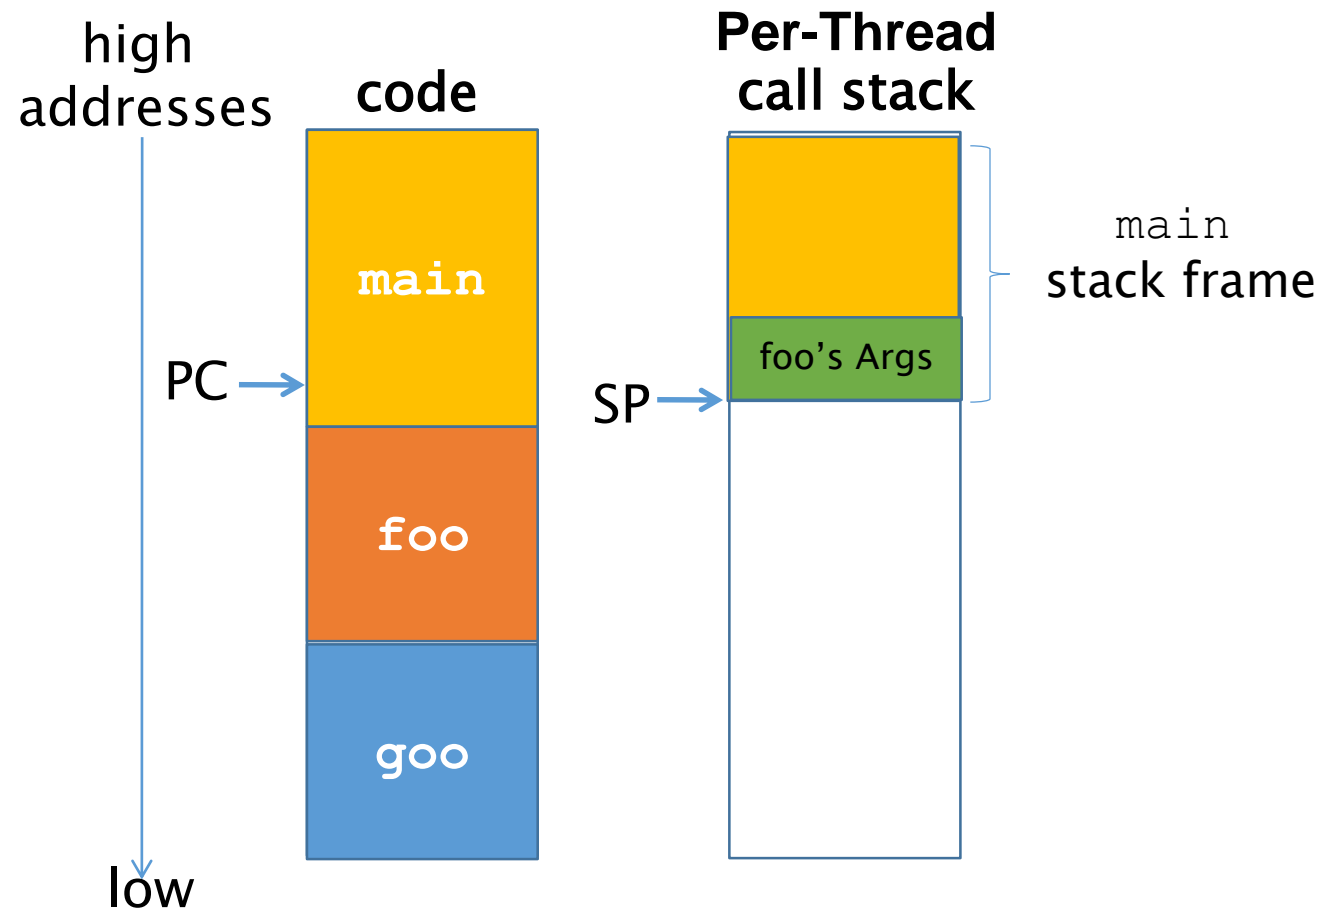 high
addresses
code
Per-Thread
call stack
main
main
stack frame
foo’s Args
PC
SP
foo
goo
low